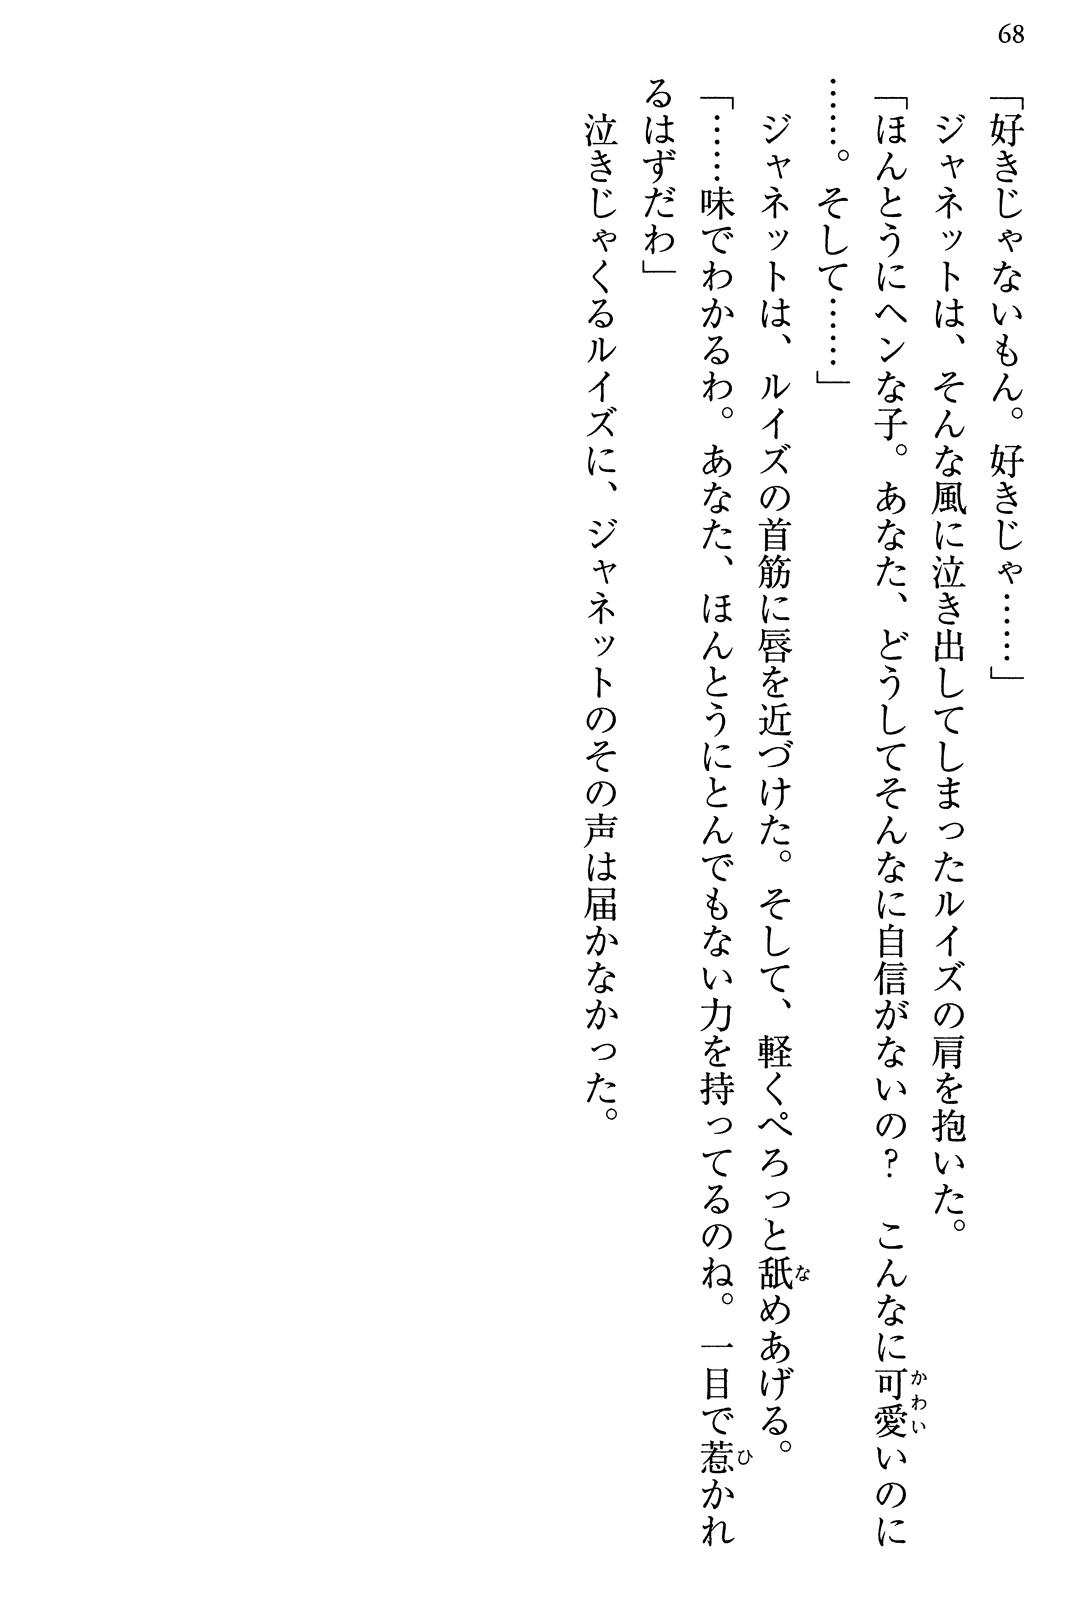 68
「好きじゃないもん。好きじゃ……」
　ジャネットは、そんな風に泣き出してしまったルイズの肩を抱いた。
「ほんとうにヘンな子。あなた、どうしてそんなに自信がないの？　こんなに可愛いのに
……。そして……」
　ジャネットは、ルイズの首筋に唇を近づけた。そして、軽くぺろっと舐めあげる。
「……味でわかるわ。あなた、ほんとうにとんでもない力を持ってるのね。一目で惹かれ
るはずだわ」
　泣きじゃくるルイズに、ジャネットのその声は届かなかった。
かわい
な
ひ